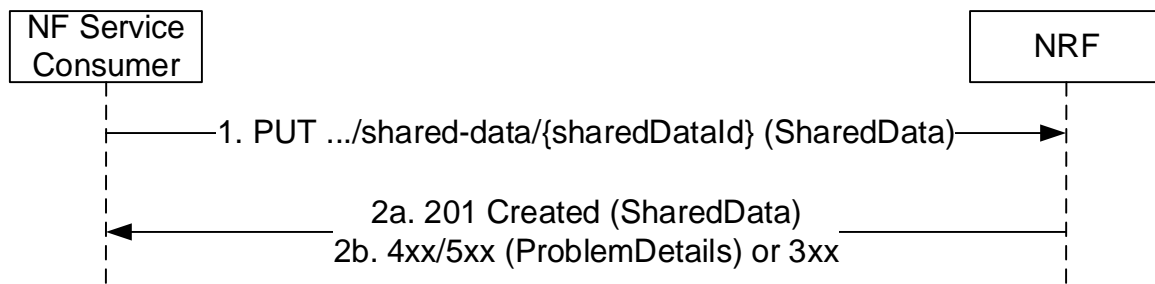 NF Service
Consumer
NRF
1. PUT .../shared-data/{sharedDataId} (SharedData)
2a. 201 Created (SharedData)
2b. 4xx/5xx (ProblemDetails) or 3xx